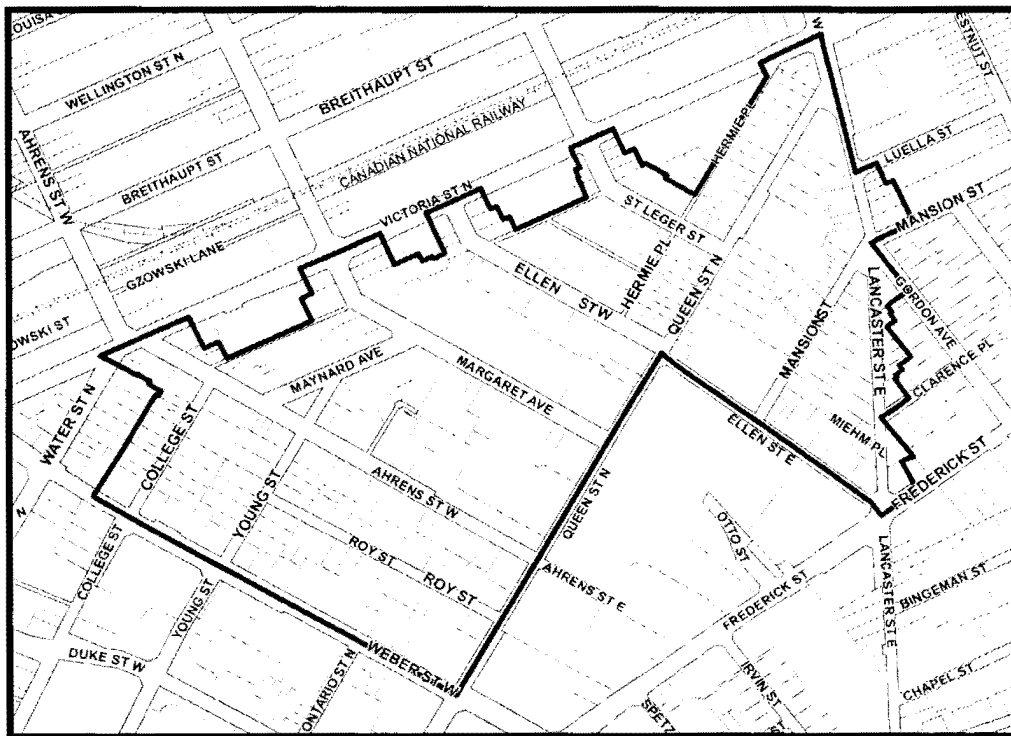 OUISA
WELLINGTON ST N
BREITHAUPT ST
W
ESTNUT ST
AHRENS ST W
BREITHAUPT ST
CANADIAN NATIONAL RAILWAY
HERMIE PL
LUELLA ST
VICTORIA ST N
ST LEGER ST
MANSION ST
GZOWSKI LANE
ELLEN ST W
HERMIE PL
QUEEN ST N
GORDON AVE
OWSKI ST
MAYNARD AVE
MARGARET AVE
MANSION ST
LANCASTER ST E
CLARENCE PL
WATER ST N
COLLEGE ST
ELLEN ST E
MIEHM PL
FREDERICK ST
N
YOUNG ST
AHRENS ST W
QUEEN ST N
OTTO ST
ROY ST
ROY ST
AHRENS ST E
FREDERICK ST
LANCASTER ST E
BINGEMAN ST
COLLEGE ST
YOUNG ST
DUKE ST W
ONTARIO ST N
WEBER ST W
IRVIN ST
CHAPEL ST
SPETZ